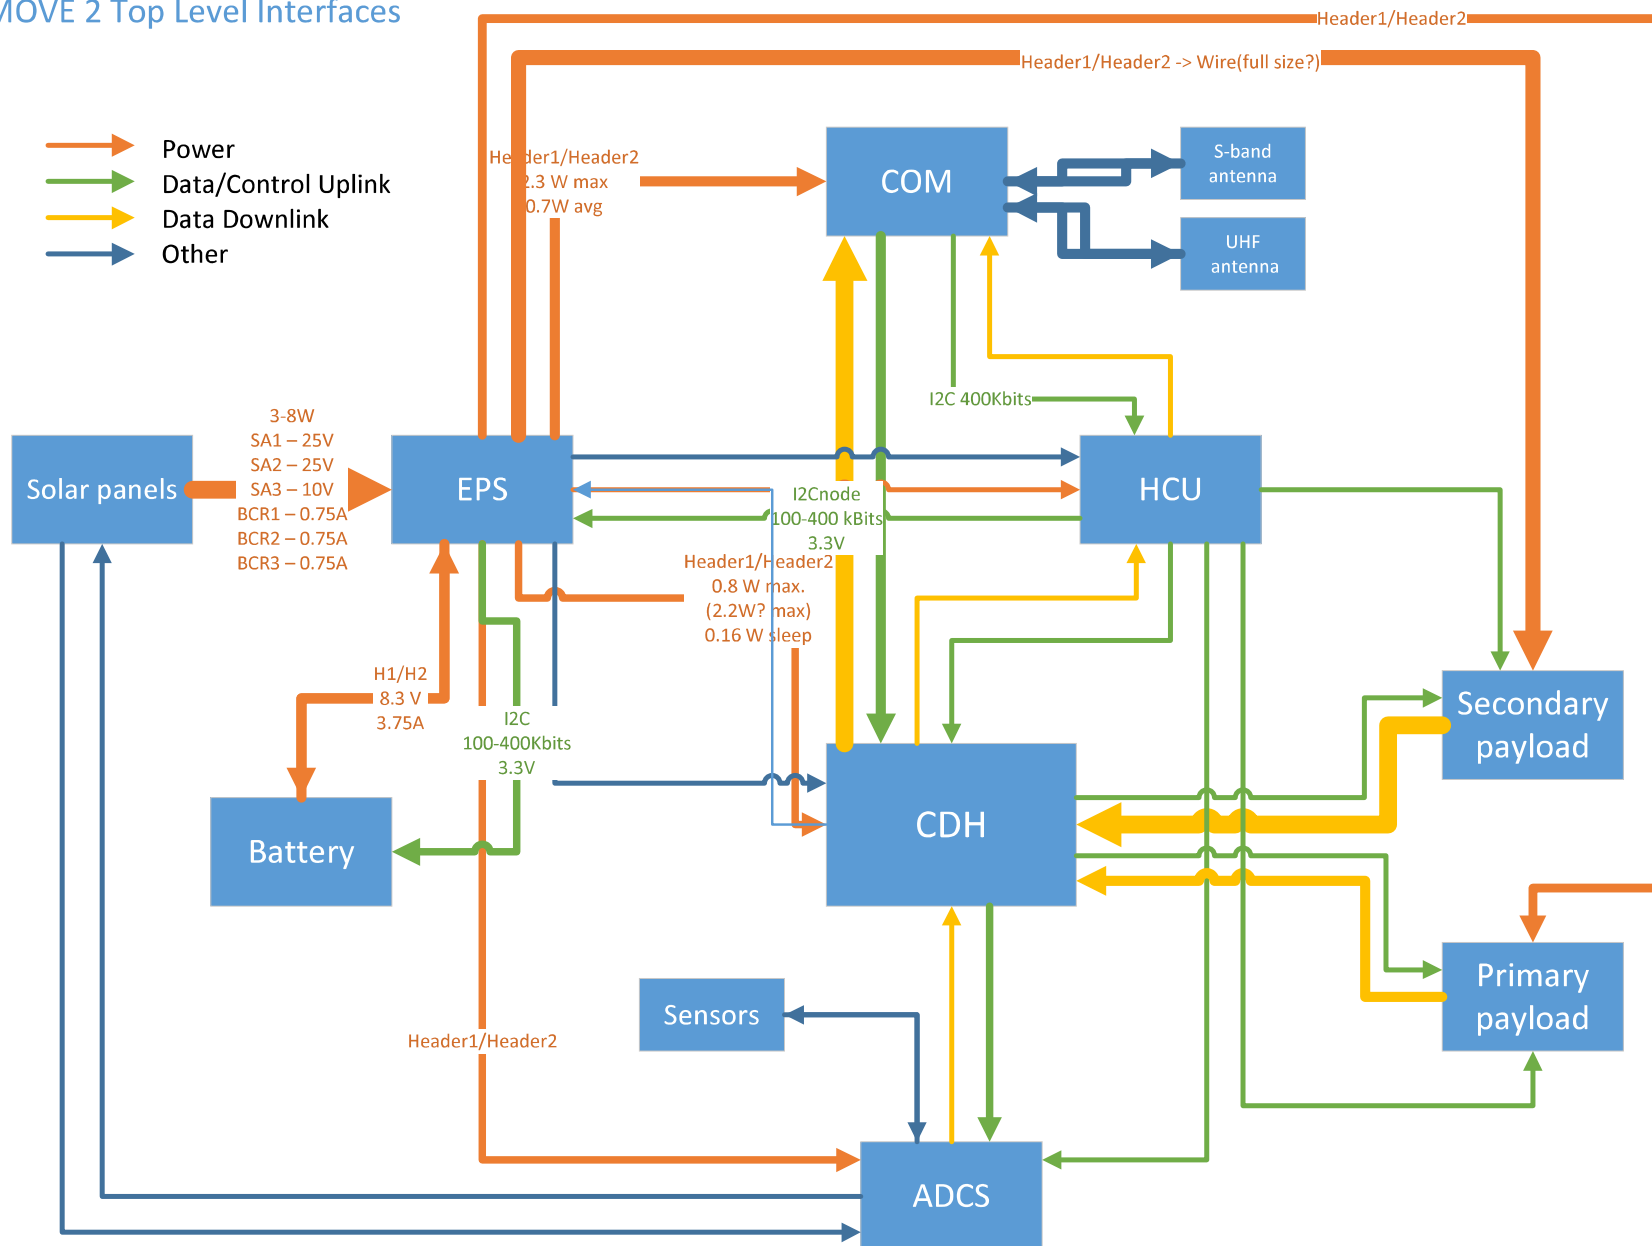 MOVE 2 Top Level Interfaces
Header1/Header2
Header1/Header2 -> Wire(full size?)
Power
Data/Control Uplink
Data Downlink
Other
Header1/Header2
2.3 W max
0.7W avg
COM
S-band
antenna
UHF
antenna
I2C 400Kbits
3-8W
SA1 – 25V
SA2 – 25V
SA3 – 10V
BCR1 – 0.75A
BCR2 – 0.75A
BCR3 – 0.75A
Solar panels
EPS
HCU
I2Cnode
100-400 kBits
3.3V
Header1/Header2
0.8 W max.
(2.2W? max)
0.16 W sleep
H1/H2
8.3 V
3.75A
I2C
100-400Kbits
3.3V
Secondary
payload
Battery
CDH
Primary
payload
Sensors
Header1/Header2
ADCS